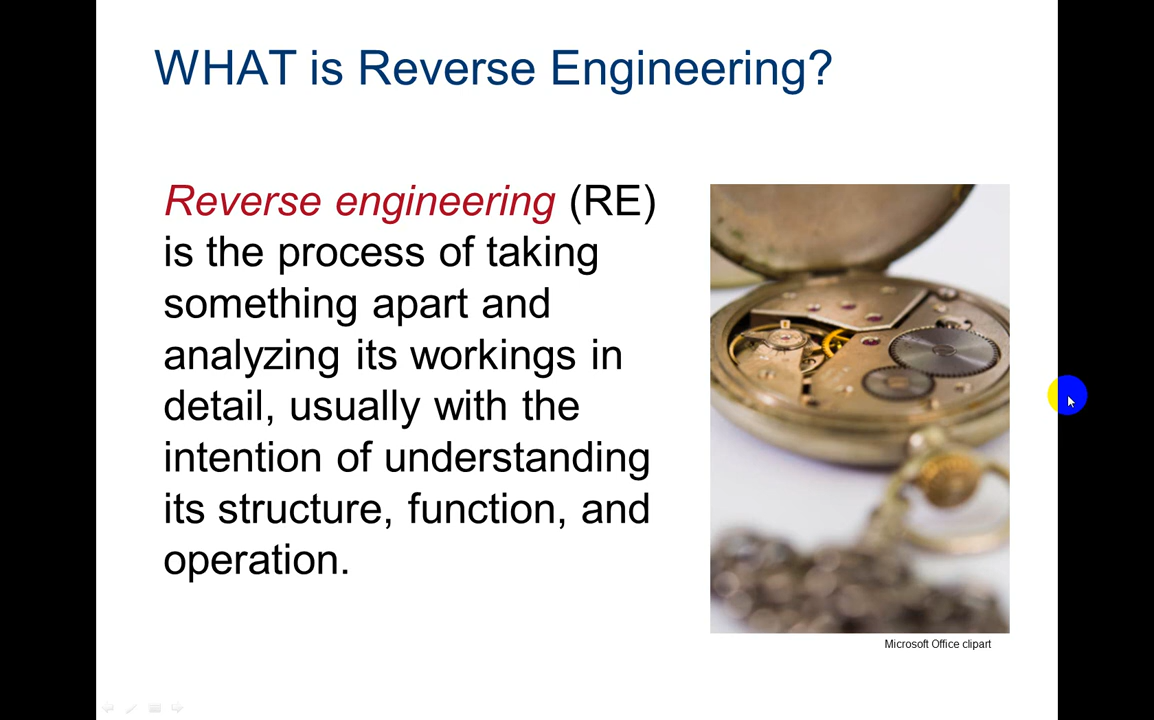 WHAT is Reverse Engineering?
Reverse engineering (RE)
is the process of taking
something apart and
analyzing its workings in
detail, usually with the
intention of understanding
its structure, function, and
operation.
Microsoft Office clipart